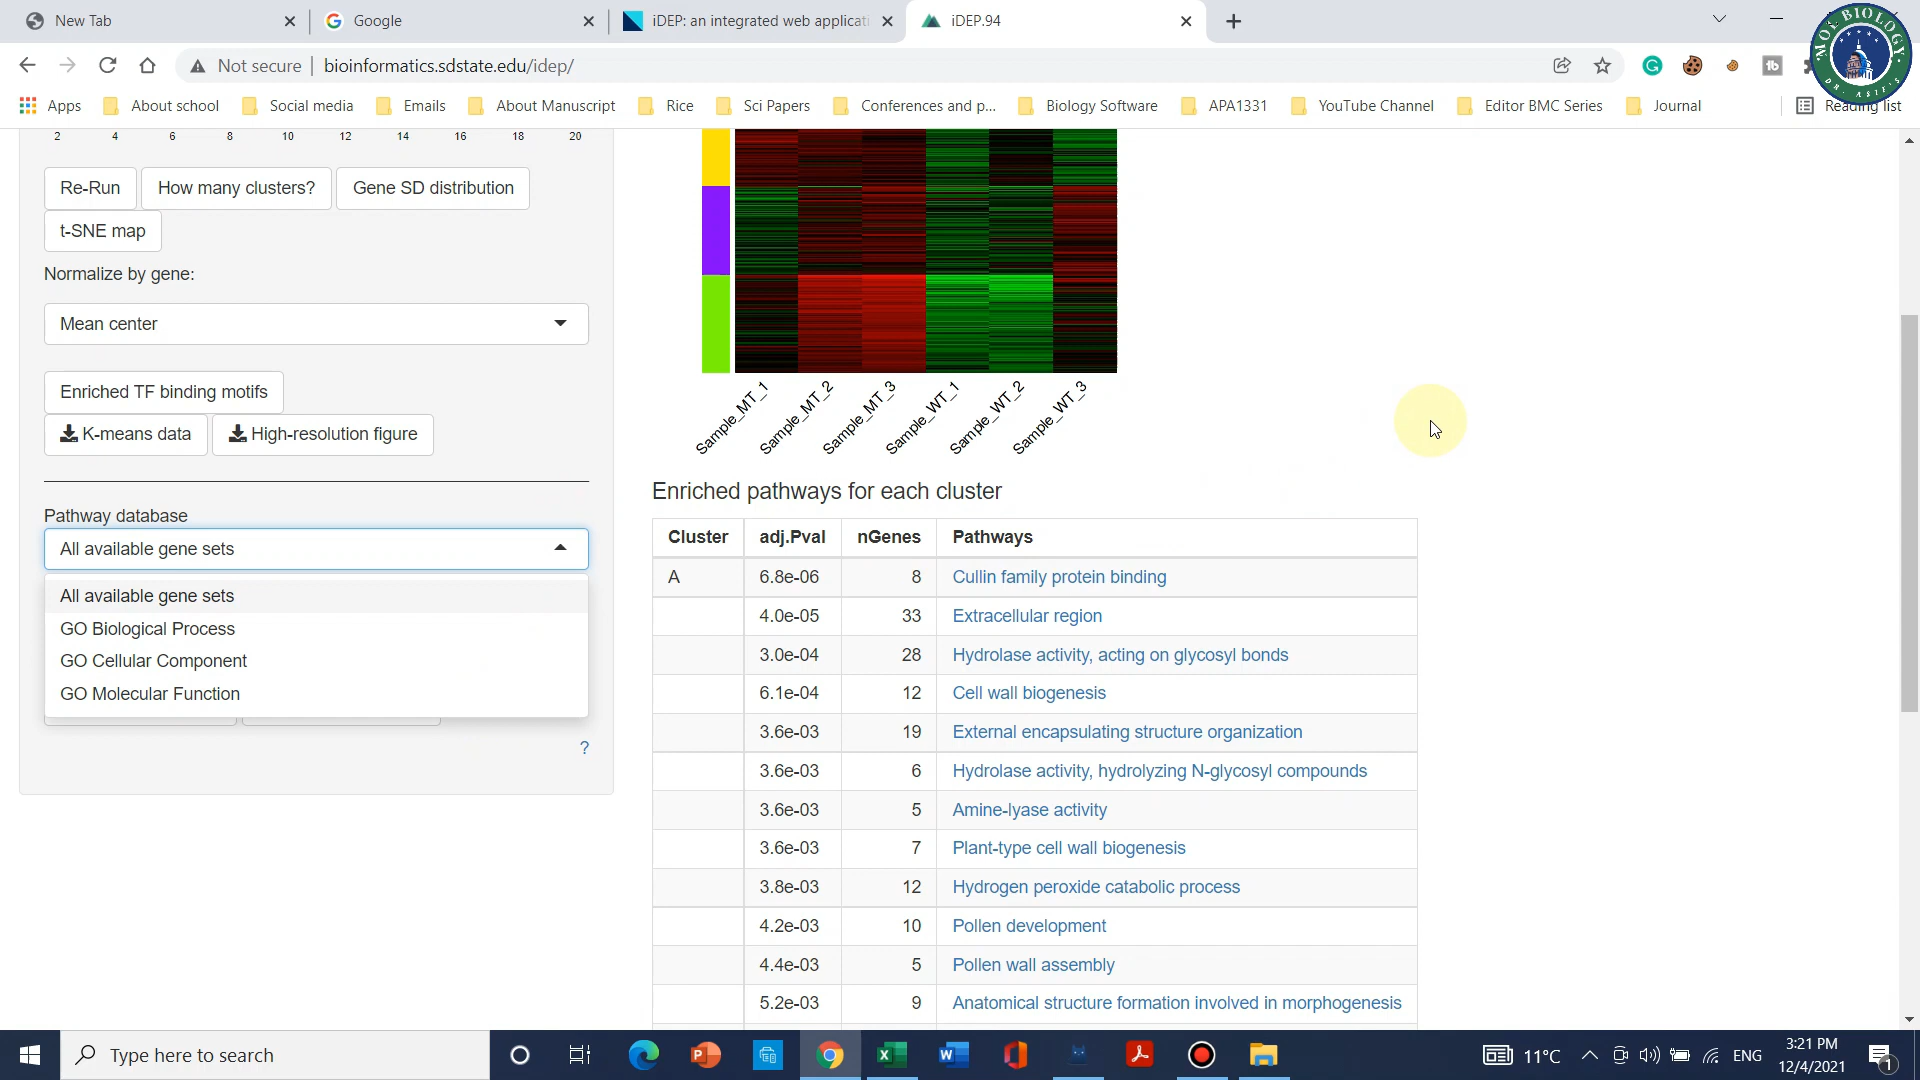 New Tab
Google
iDEP: an integrated web applicati
iDEP.94
Not secure
bioinformatics.sdstate.edu/idep/
Apps
About school
Social media
Emails
About Manuscript
Rice
Sci Papers
Conferences and p...
Biology Software
APA1331
YouTube Channel
Editor BMC Series
Journal
Reading list
MOL BIOLOGY
DR. ASIF
2 4 6 8 10 12 14 16 18 20
Re-Run
How many clusters?
Gene SD distribution
t-SNE map
Normalize by gene:
Mean center
Enriched TF binding motifs
K-means data
High-resolution figure
Pathway database
All available gene sets
All available gene sets
GO Biological Process
GO Cellular Component
GO Molecular Function
?
Sample_MT_1
Sample_MT_2
Sample_MT_3
Sample_WT_1
Sample_WT_2
Sample_WT_3
Enriched pathways for each cluster
Cluster adj.Pval nGenes Pathways
A 6.8e-06 8 Cullin family protein binding
4.0e-05 33 Extracellular region
3.0e-04 28 Hydrolase activity, acting on glycosyl bonds
6.1e-04 12 Cell wall biogenesis
3.6e-03 19 External encapsulating structure organization
3.6e-03 6 Hydrolase activity, hydrolyzing N-glycosyl compounds
3.6e-03 5 Amine-lyase activity
3.6e-03 7 Plant-type cell wall biogenesis
3.8e-03 12 Hydrogen peroxide catabolic process
4.2e-03 10 Pollen development
4.4e-03 5 Pollen wall assembly
5.2e-03 9 Anatomical structure formation involved in morphogenesis
Type here to search
11°C
ENG
3:21 PM
12/4/2021
1